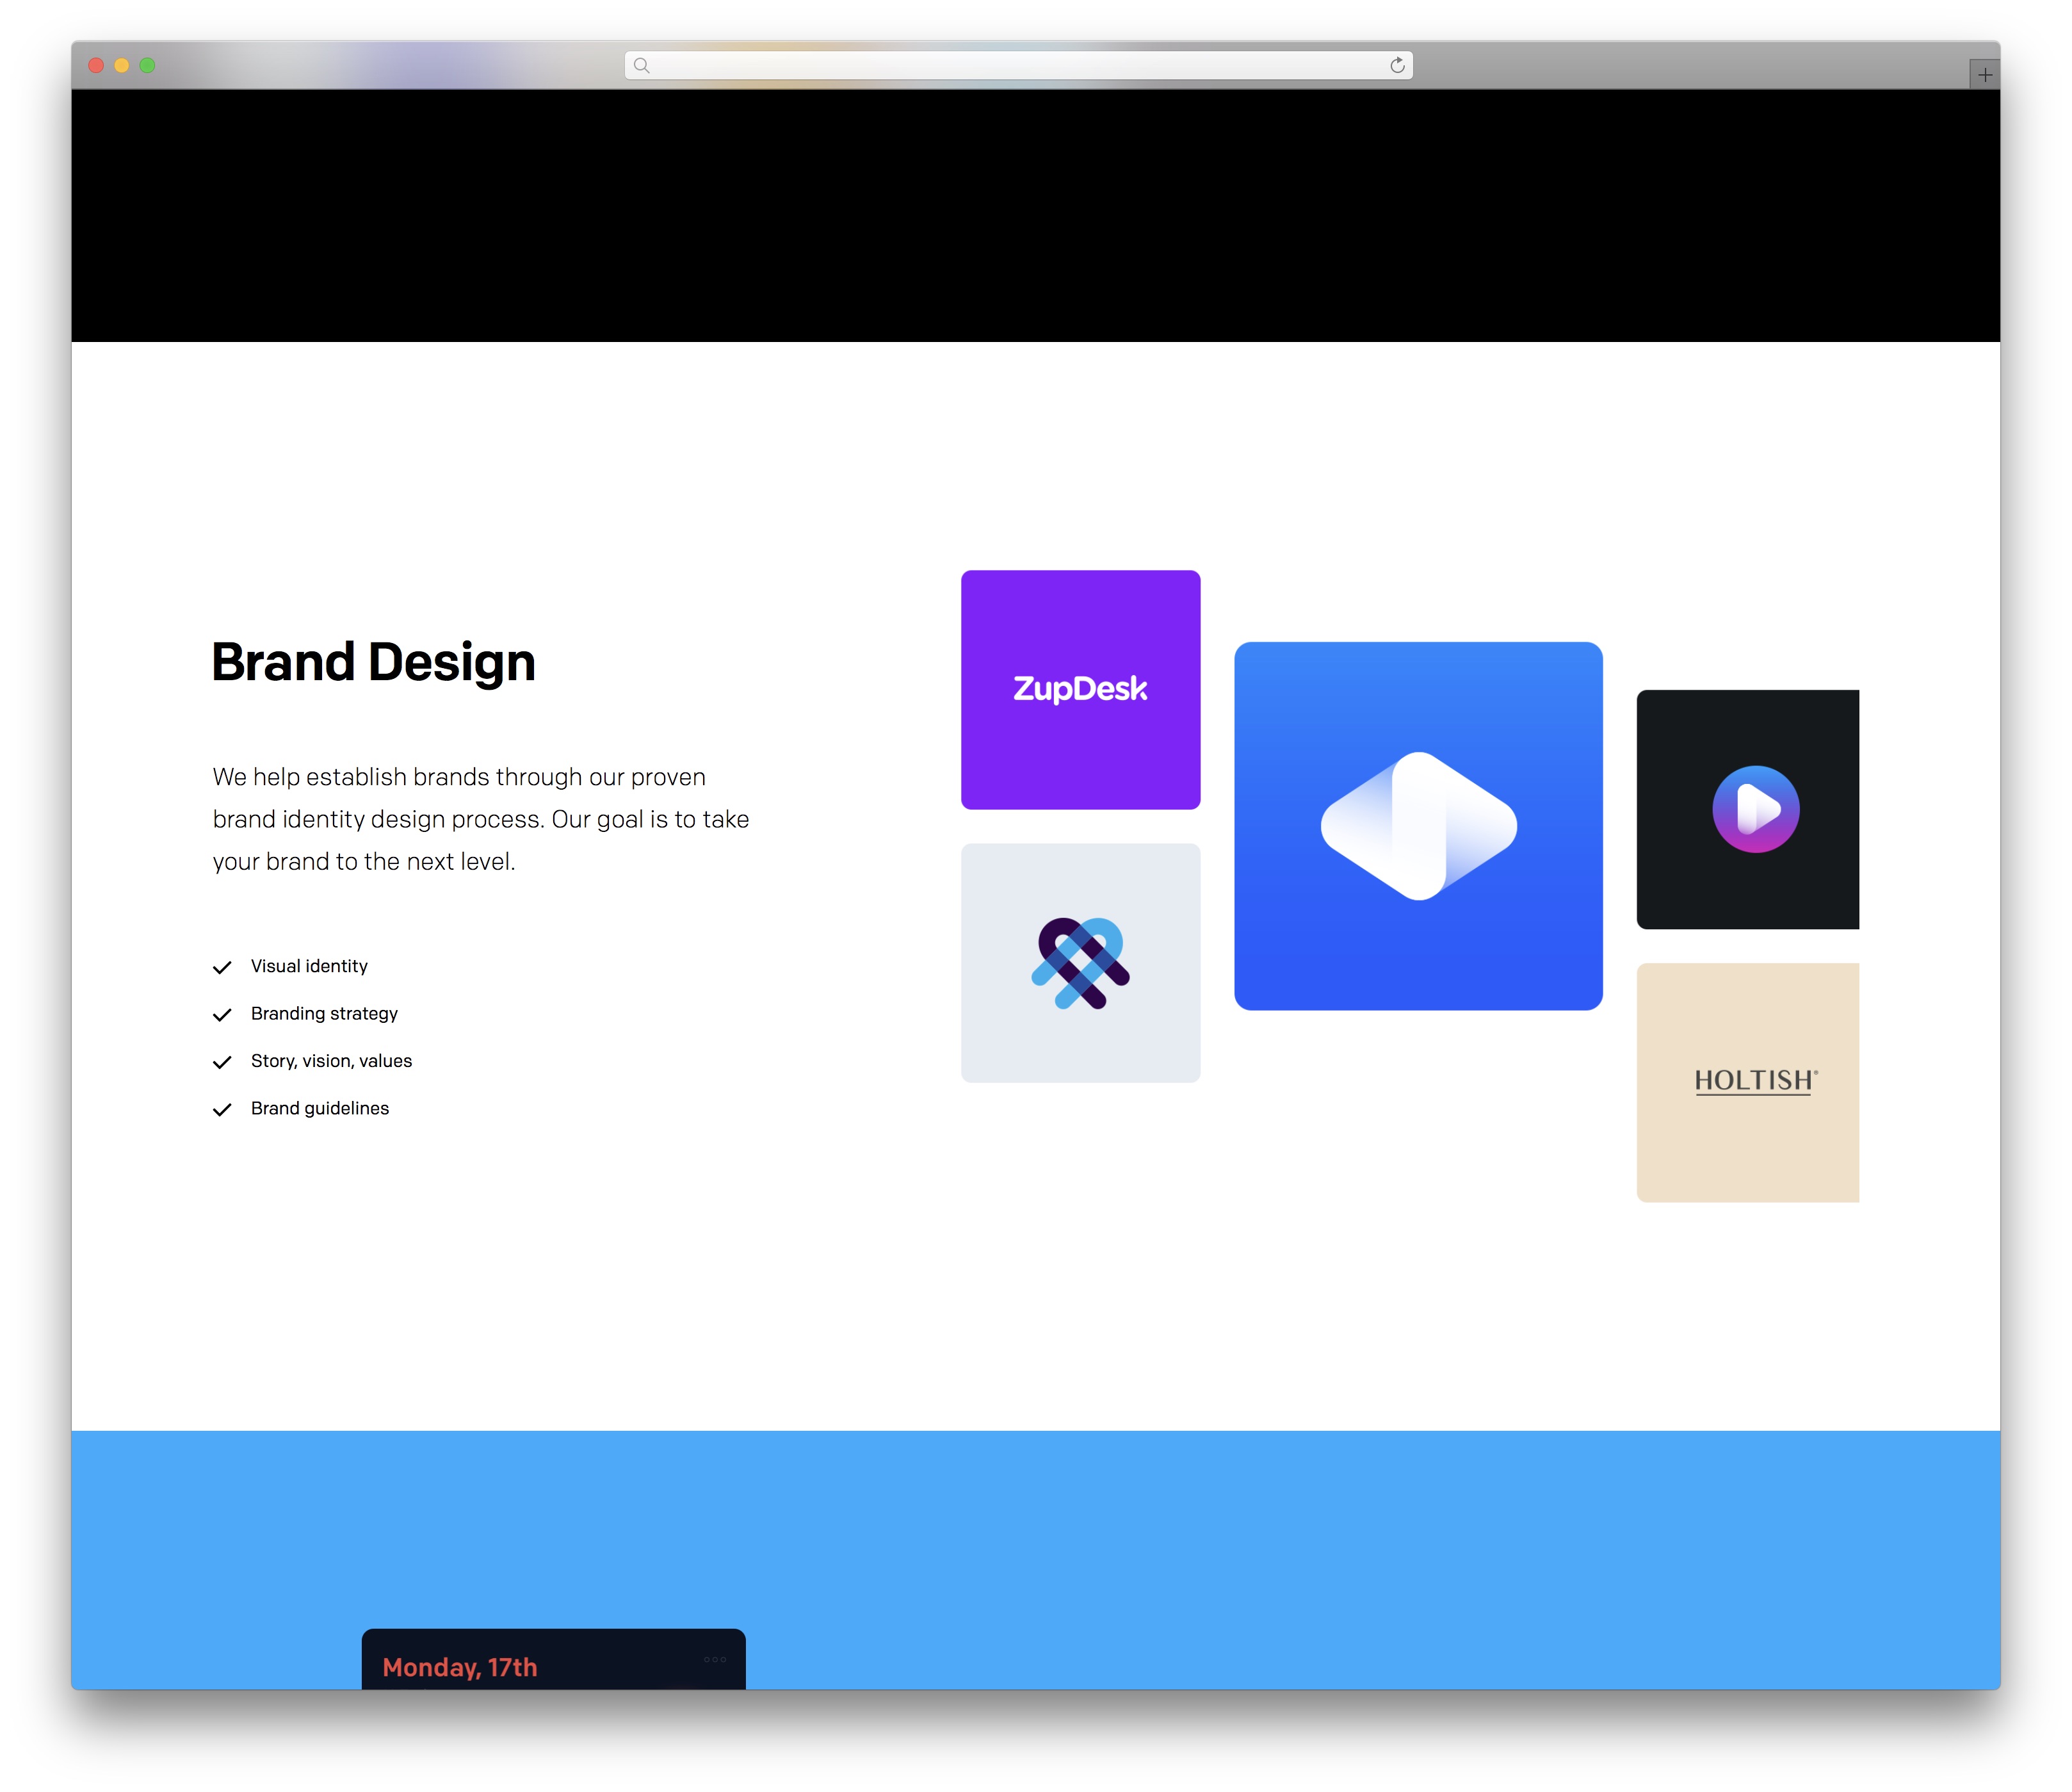 Brand Design
We help establish brands through our proven
brand identity design process. Our goal is to take
your brand to the next level.
Visual identity
Branding strategy
Story, vision, values
Brand guidelines
ZupDesk
HOLTISH®
Monday, 17th